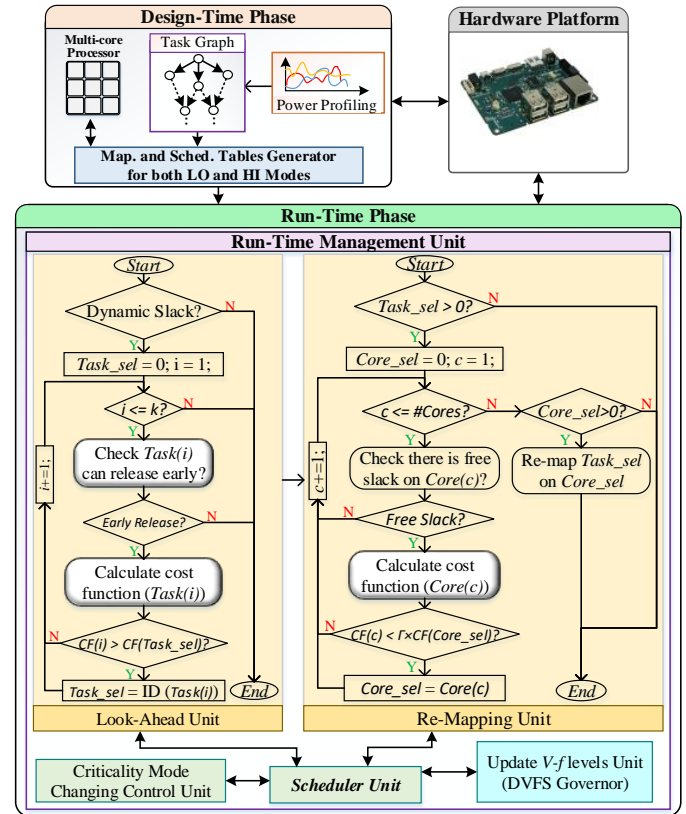 Design-Time Phase
Multi-core
Processor
Task Graph
Power Profiling
Map. and Sched. Tables Generator
for both LO and HI Modes
Hardware Platform
Run-Time Phase
Run-Time Management Unit
Start
Dynamic Slack?
N
Y
Task_sel = 0; i = 1;
i <= k?
N
Y
Check Task(i)
can release early?
i+=1;
Early Release?
N
Y
Calculate cost
function (Task(i))
CF(i) > CF(Task_sel)?
N
Y
Task_sel = ID (Task(i))
End
Look-Ahead Unit
Start
Task_sel > 0?
N
Y
Core_sel = 0; c = 1;
c <= #Cores?
N
Core_sel>0?
N
Y
Y
Check there is free
slack on Core(c)?
Re-map Task_sel
on Core_sel
c+=1;
Free Slack?
N
Y
Calculate cost
function (Core(c))
CF(c) < Γ×CF(Core_sel)?
N
Y
Core_sel = Core(c)
End
Re-Mapping Unit
Criticality Mode
Changing Control Unit
Scheduler Unit
Update V-f levels Unit
(DVFS Governor)